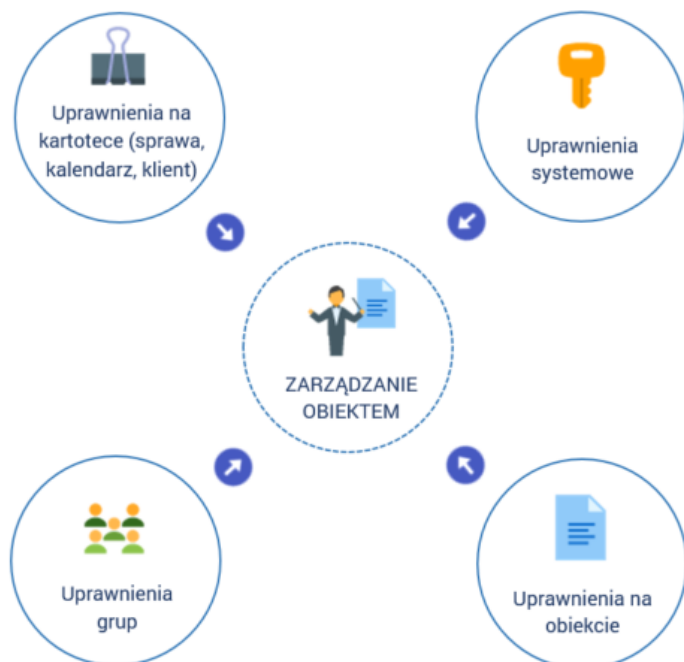 Uprawnienia na
kartotece (sprawa,
kalendarz, klient)
Uprawnienia
systemowe
ZARZĄDZANIE
OBIEKTEM
Uprawnienia
grup
Uprawnienia na
obiekcie